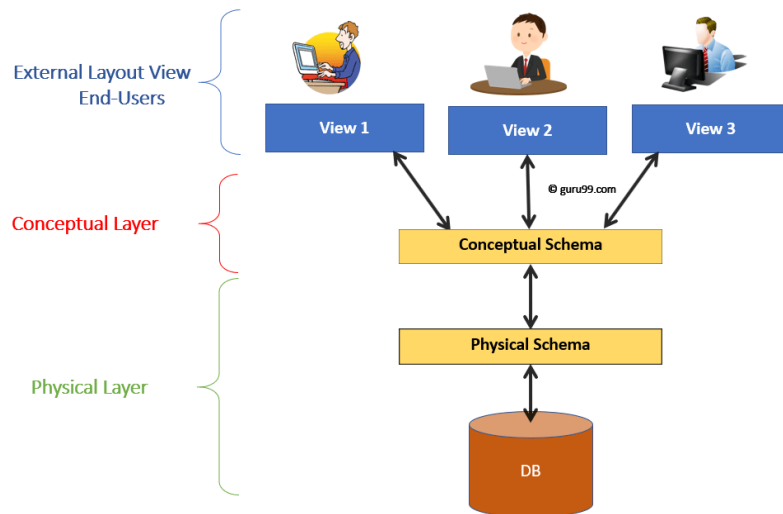 External Layout View
End-Users
View 1
View 2
View 3
© guru99.com
Conceptual Layer
Conceptual Schema
Physical Schema
Physical Layer
DB